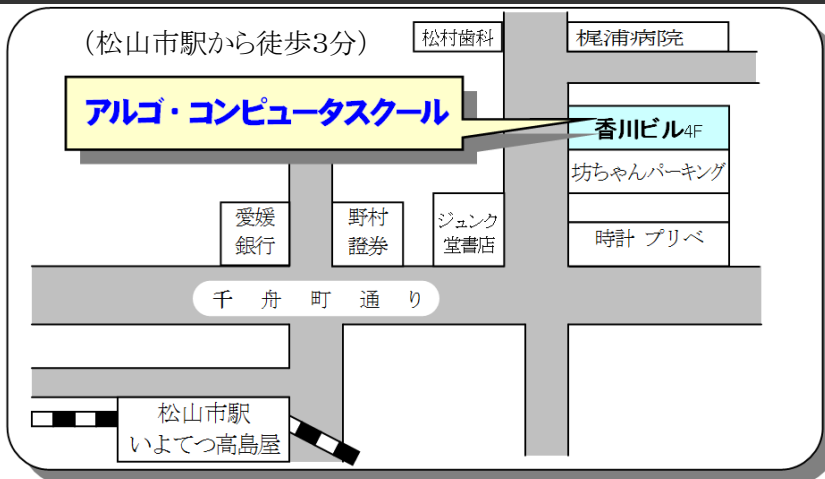 （松山市駅から徒歩3分）
松村歯科
梶浦病院
アルゴ・コンピュータスクール
香川ビル4F
坊ちゃんパーキング
愛媛
銀行
野村
證券
ジュンク
堂書店
時計 プリベ
千舟町通り
松山市駅
いよてつ高島屋